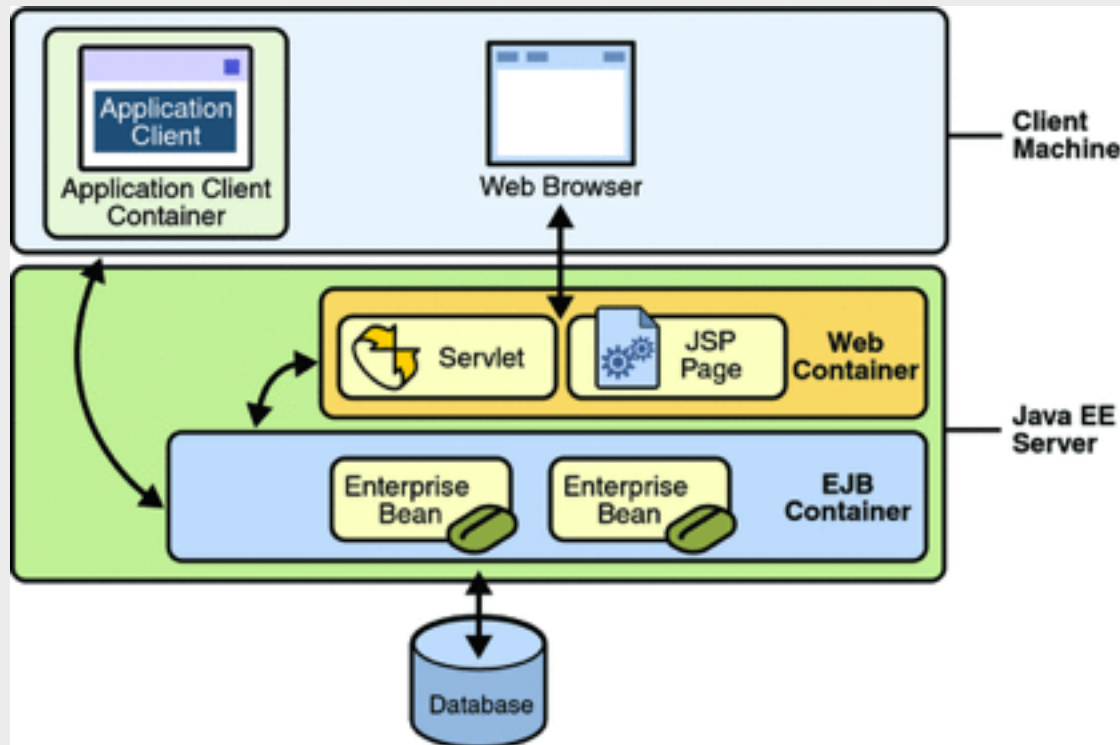 Application
Client
Application Client
Container
Web Browser
Client
Machine
Servlet
JSP
Page
Web
Container
Java EE
Server
Enterprise
Bean
Enterprise
Bean
EJB
Container
Database